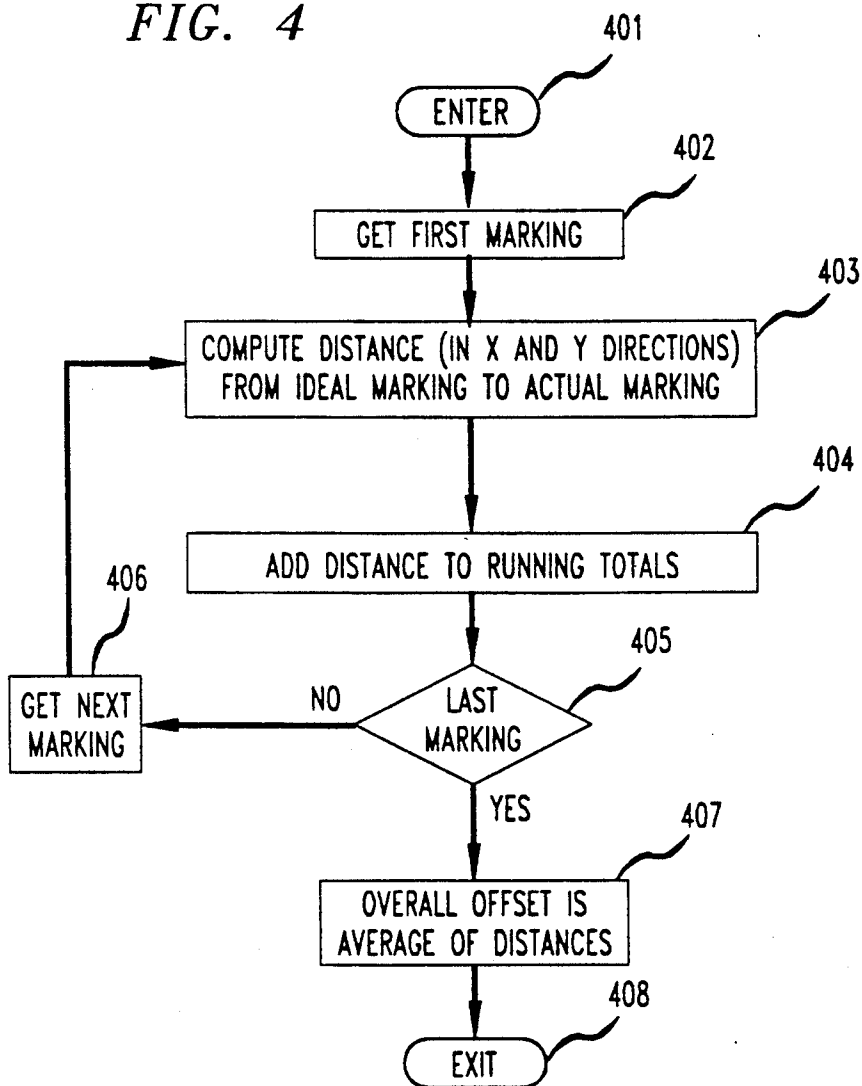 FIG. 4
401
ENTER
402
GET FIRST MARKING
403
COMPUTE DISTANCE (IN X AND Y DIRECTIONS)
FROM IDEAL MARKING TO ACTUAL MARKING
404
ADD DISTANCE TO RUNNING TOTALS
406
405
GET NEXT
MARKING
NO
LAST
MARKING
YES
407
OVERALL OFFSET IS
AVERAGE OF DISTANCES
408
EXIT